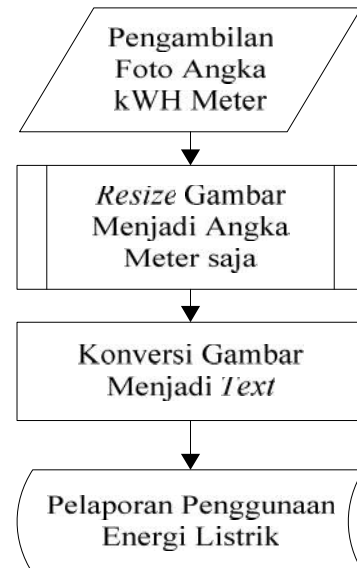 Pengambilan
Foto Angka
kWH Meter
Resize Gambar
Menjadi Angka
Meter saja
Konversi Gambar
Menjadi Text
Pelaporan Penggunaan
Energi Listrik